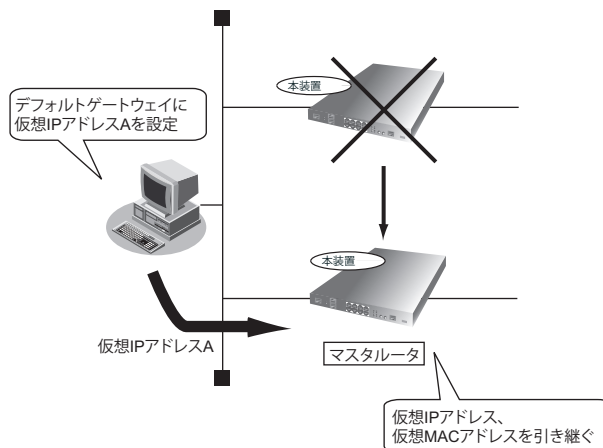 本装置
デフォルトゲートウェイに
仮想IPアドレスAを設定
本装置
仮想IPアドレスA
マスタルータ
仮想IPアドレス、
仮想MACアドレスを引き継ぐ